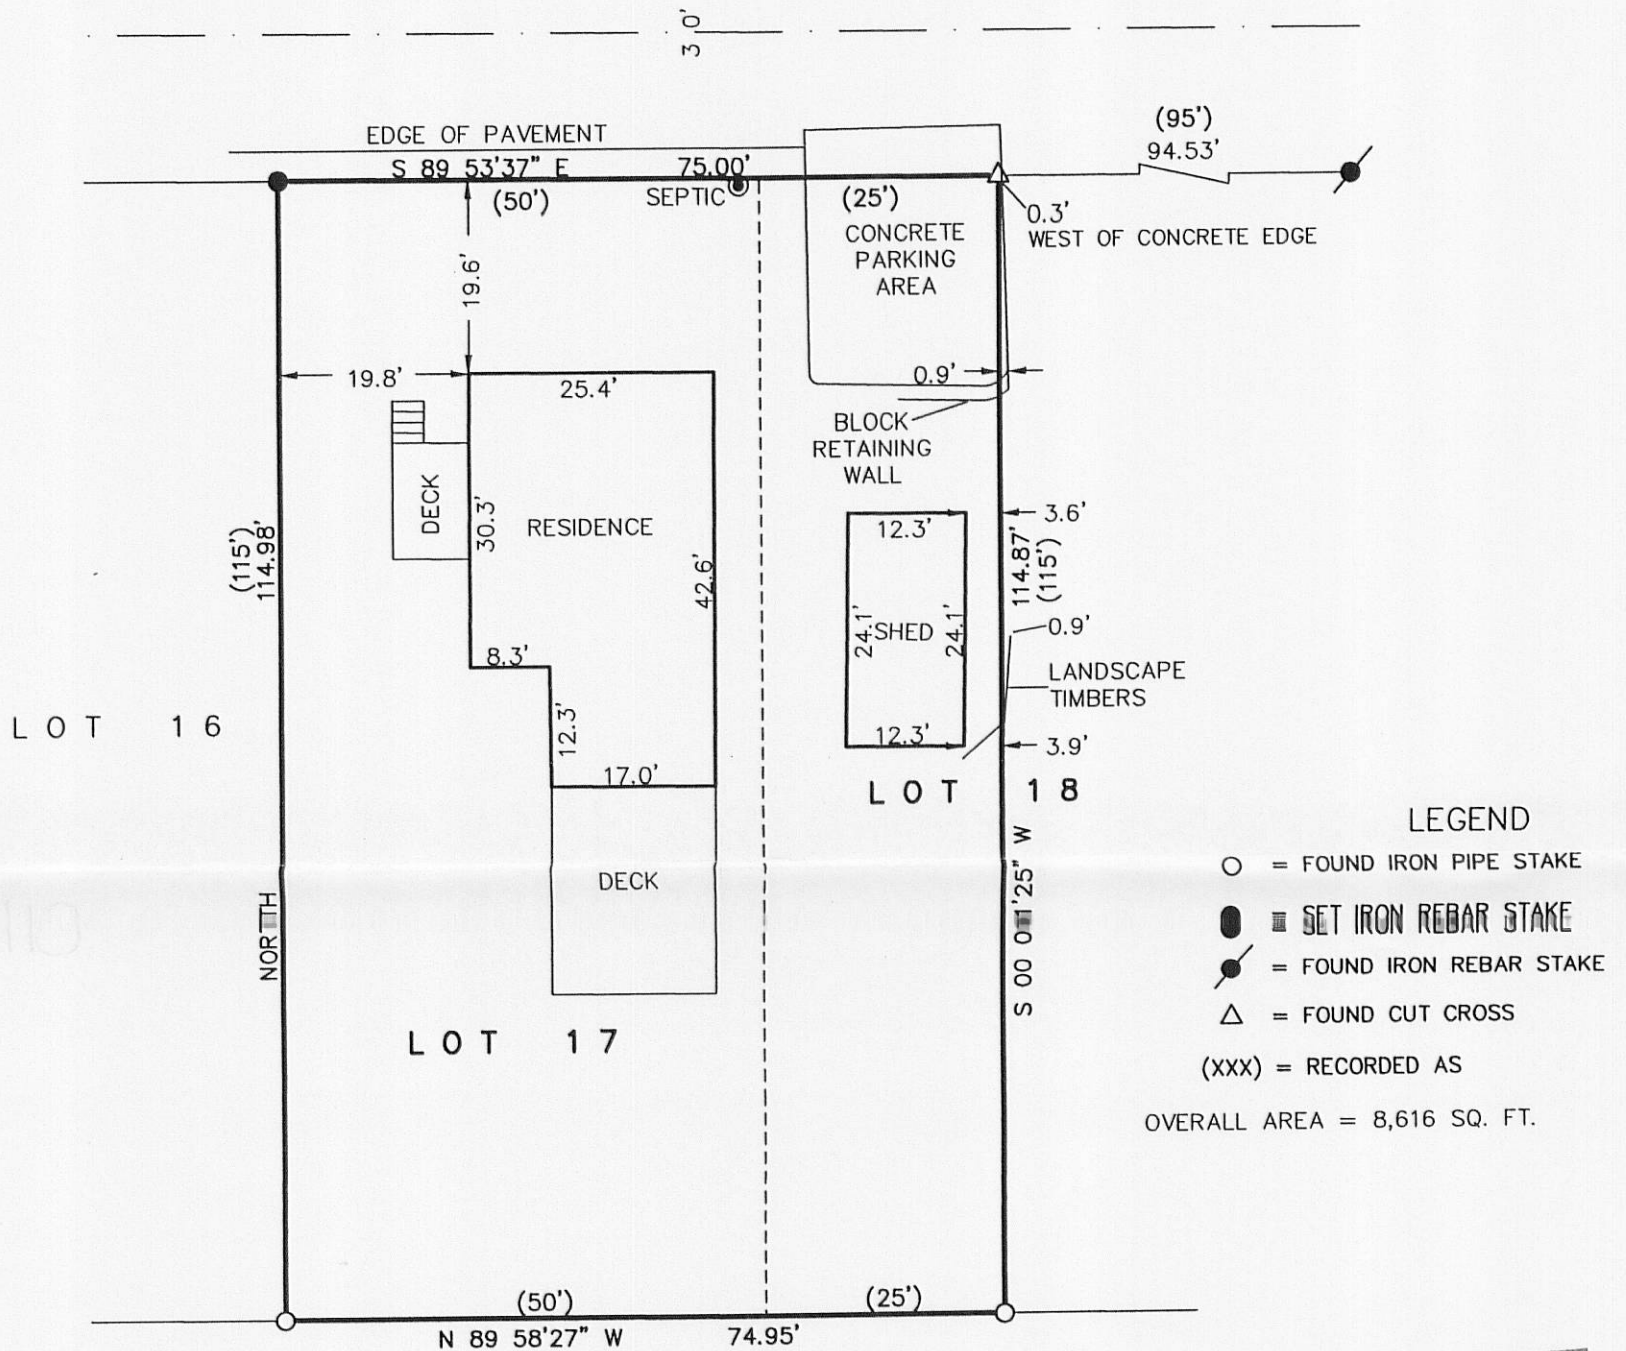 30'
EDGE OF PAVEMENT
S 89 53'37" E 75.00'
(50')
SEPTIC
(25')
(95')
94.53'
0.3'
WEST OF CONCRETE EDGE
CONCRETE
PARKING
AREA
19.6'
19.8'
25.4'
0.9'
BLOCK
RETAINING
WALL
DECK
30.3'
RESIDENCE
42.6'
12.3'
3.6'
(115')
114.98'
24.1'
SHED
24.1'
114.87'
(115')
0.9'
LANDSCAPE
TIMBERS
8.3'
12.3'
17.0'
12.3'
3.9'
LOT 16
LOT 18
DECK
NORTH
S 00 01'25" W
LOT 17
LEGEND
= FOUND IRON PIPE STAKE
= SET IRON REBAR STAKE
= FOUND IRON REBAR STAKE
= FOUND CUT CROSS
(XXX) = RECORDED AS
OVERALL AREA = 8,616 SQ. FT.
(50')
(25')
N 89 58'27" W 74.95'